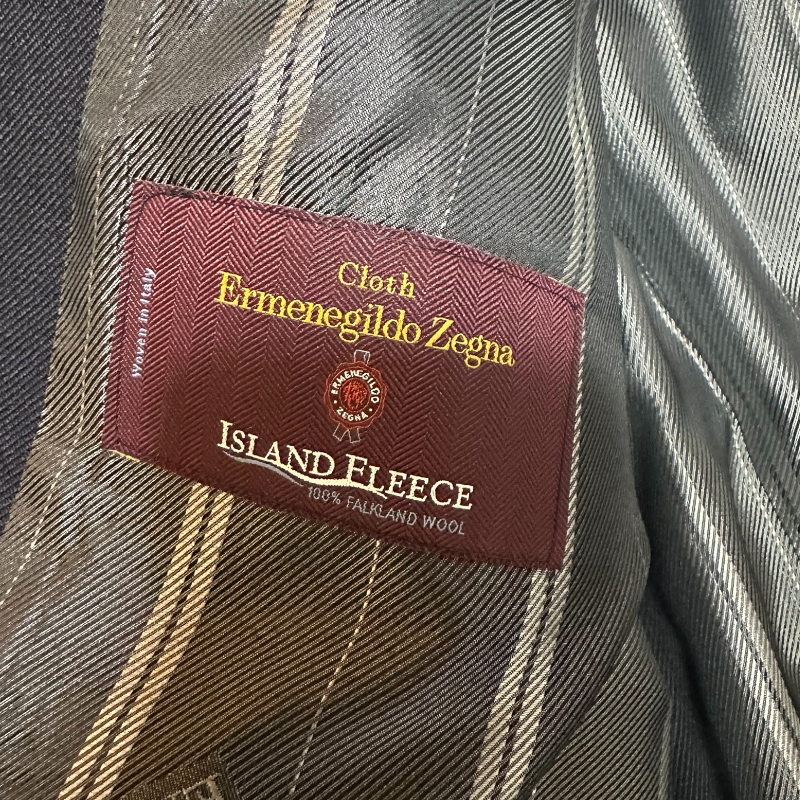 Cloth
Ermenegildo Zegna
ERMENEGILDO
ZEGNA
ISLAND FLEECE
100% FALKLAND WOOL
Woven in Italy